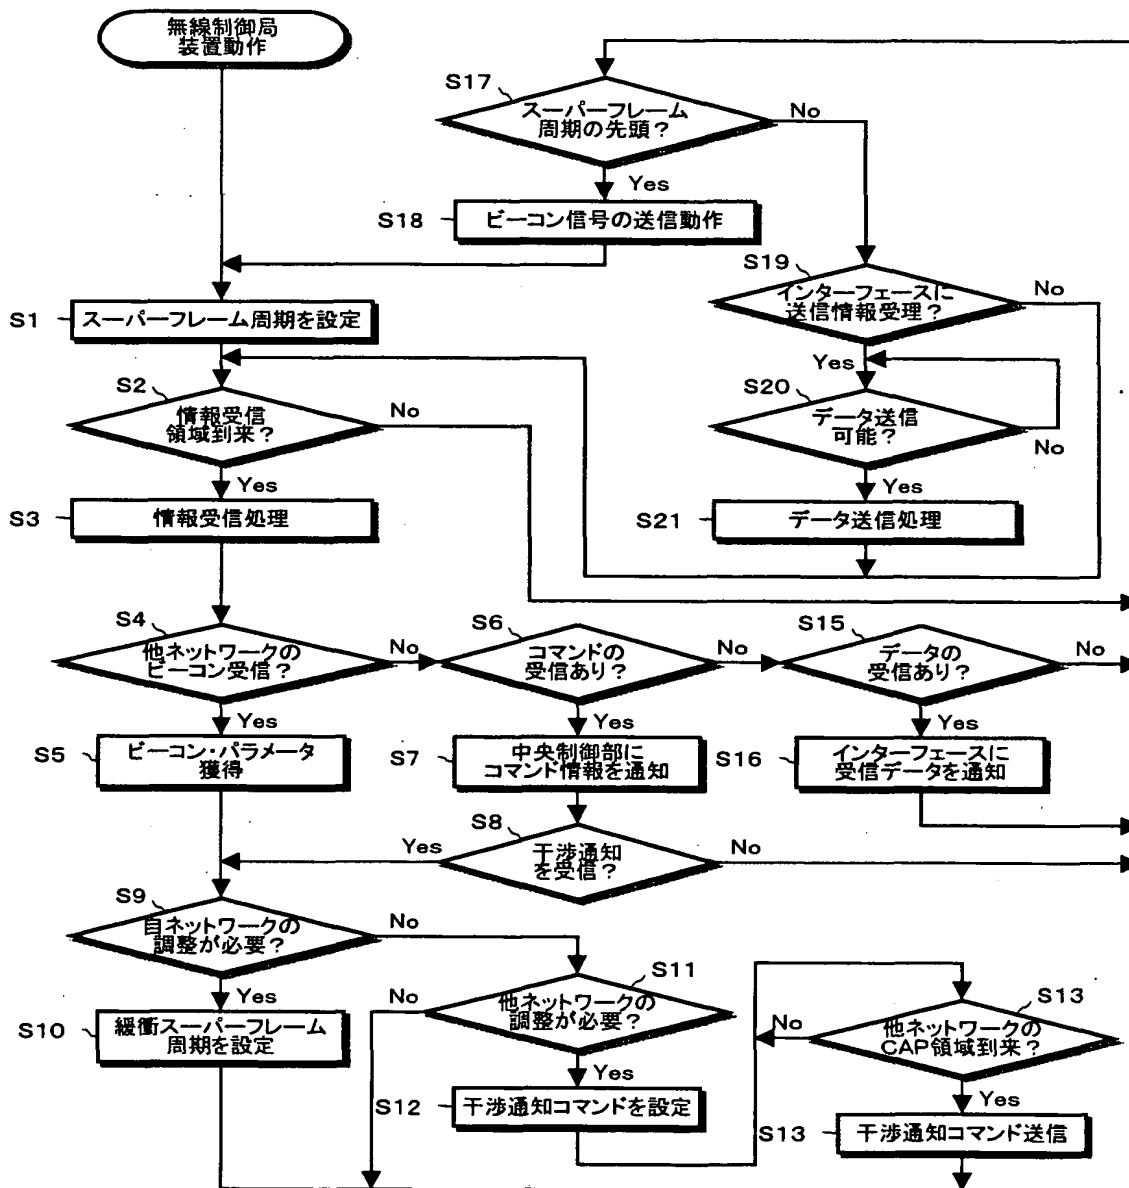 無線制御局
装置動作
S17
スーパーフレーム
周期の先頭?
No
Yes
S18
ビーコン信号の送信動作
S19
インターフェースに
送信情報受理?
No
Yes
S1
スーパーフレーム周期を設定
S2
情報受信
領域到来?
No
Yes
S20
データ送信
可能?
No
Yes
S3
情報受信処理
S21
データ送信処理
S4
他ネットワークの
ビーコン受信?
No
Yes
S6
コマンドの
受信あり?
No
Yes
S15
データの
受信あり?
No
Yes
S5
ビーコン・パラメータ
獲得
S7
中央制御部に
コマンド情報を通知
S16
インターフェースに
受信データを通知
S8
干渉通知
を受信?
Yes
No
S9
自ネットワークの
調整が必要?
No
Yes
S11
他ネットワークの
調整が必要?
No
Yes
S13
他ネットワークの
CAP領域到来?
No
Yes
S10
緩衝スーパーフレーム
周期を設定
S12
干渉通知コマンドを設定
S13
干渉通知コマンド送信